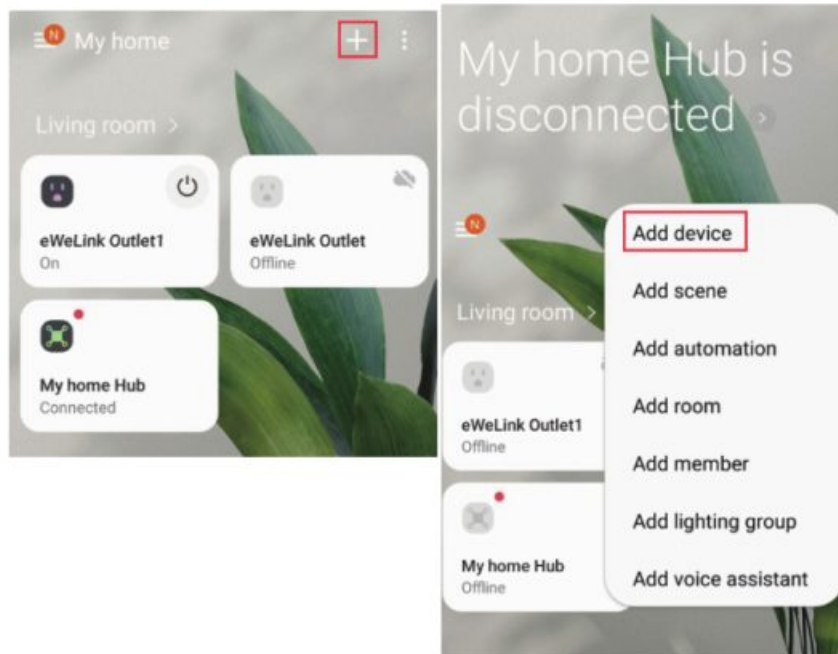 N
My home
Living room >
eWeLink Outlet1
On
eWeLink Outlet
Offline
My home Hub
Connected
My home Hub is
disconnected >
N
Living room >
eWeLink Outlet1
Offline
My home Hub
Offline
Add device
Add scene
Add automation
Add room
Add member
Add lighting group
Add voice assistant